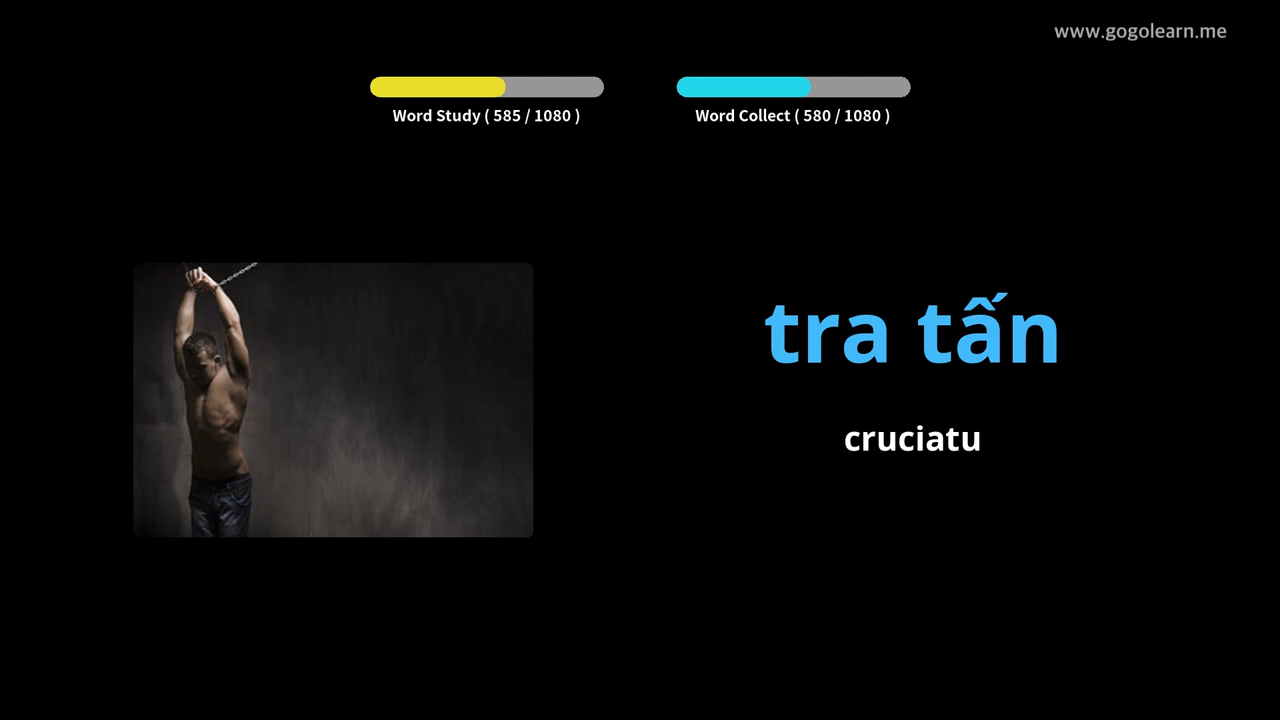 www.gogolearn.me
Word Study ( 585 / 1080 )
Word Collect ( 580 / 1080 )
tra tấn
cruciatu